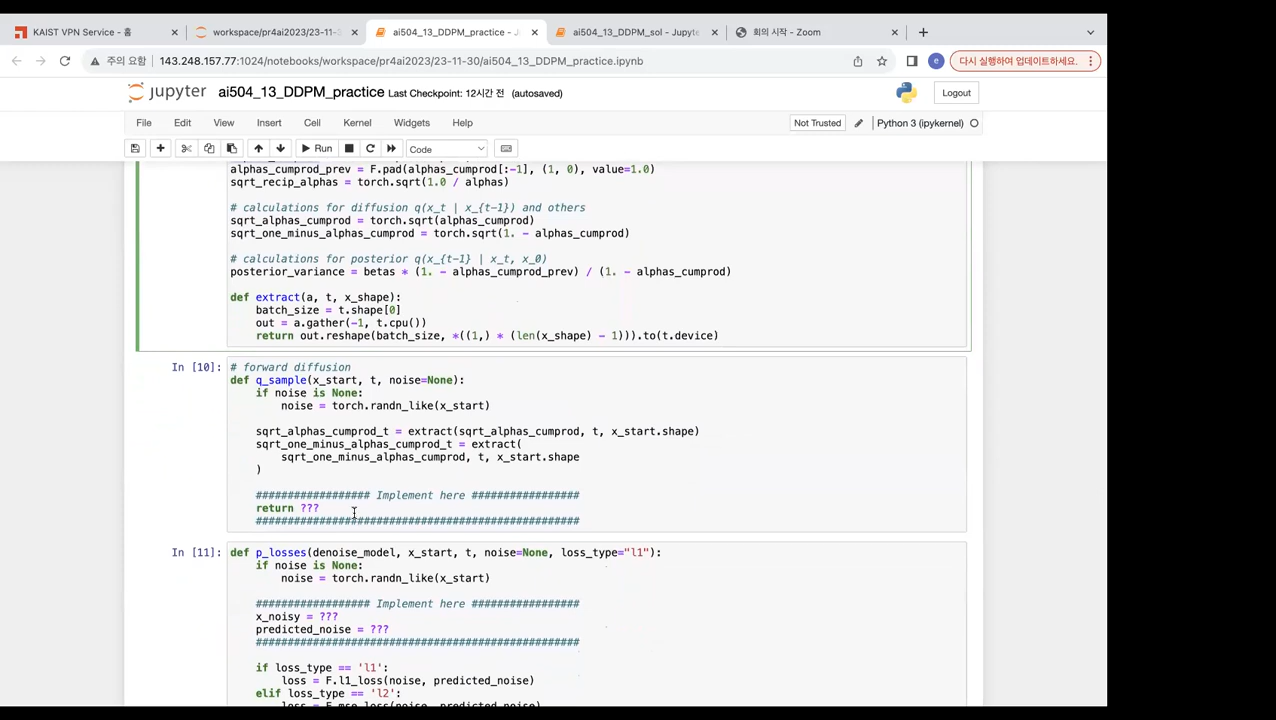 KAIST VPN Service - 홈
workspace/pr4ai2023/23-11-3
ai504_13_DDPM_practice - J
ai504_13_DDPM_sol - Jupyte
회의 시작 - Zoom
주의 요함 143.248.157.77:1024/notebooks/workspace/pr4ai2023/23-11-30/ai504_13_DDPM_practice.ipynb
e
다시 실행하여 업데이트하세요.
jupyter ai504_13_DDPM_practice Last Checkpoint: 12시간 전 (autosaved)
Logout
File Edit View Insert Cell Kernel Widgets Help
Not Trusted
Python 3 (ipykernel)
Run
Code
alphas_cumprod_prev = F.pad(alphas_cumprod[:-1], (1, 0), value=1.0)
sqrt_recip_alphas = torch.sqrt(1.0 / alphas)
# calculations for diffusion q(x_t | x_{t-1}) and others
sqrt_alphas_cumprod = torch.sqrt(alphas_cumprod)
sqrt_one_minus_alphas_cumprod = torch.sqrt(1. - alphas_cumprod)
# calculations for posterior q(x_{t-1} | x_t, x_0)
posterior_variance = betas * (1. - alphas_cumprod_prev) / (1. - alphas_cumprod)
def extract(a, t, x_shape):
batch_size = t.shape[0]
out = a.gather(-1, t.cpu())
return out.reshape(batch_size, *((1,) * (len(x_shape) - 1))).to(t.device)
In [10]: # forward diffusion
def q_sample(x_start, t, noise=None):
if noise is None:
noise = torch.randn_like(x_start)
sqrt_alphas_cumprod_t = extract(sqrt_alphas_cumprod, t, x_start.shape)
sqrt_one_minus_alphas_cumprod_t = extract(
sqrt_one_minus_alphas_cumprod, t, x_start.shape
)
################## Implement here #################
return ???
###################################################
In [11]: def p_losses(denoise_model, x_start, t, noise=None, loss_type="l1"):
if noise is None:
noise = torch.randn_like(x_start)
################## Implement here #################
x_noisy = ???
predicted_noise = ???
###################################################
if loss_type == 'l1':
loss = F.l1_loss(noise, predicted_noise)
elif loss_type == 'l2':
loss = F.mse_loss(noise, predicted_noise)